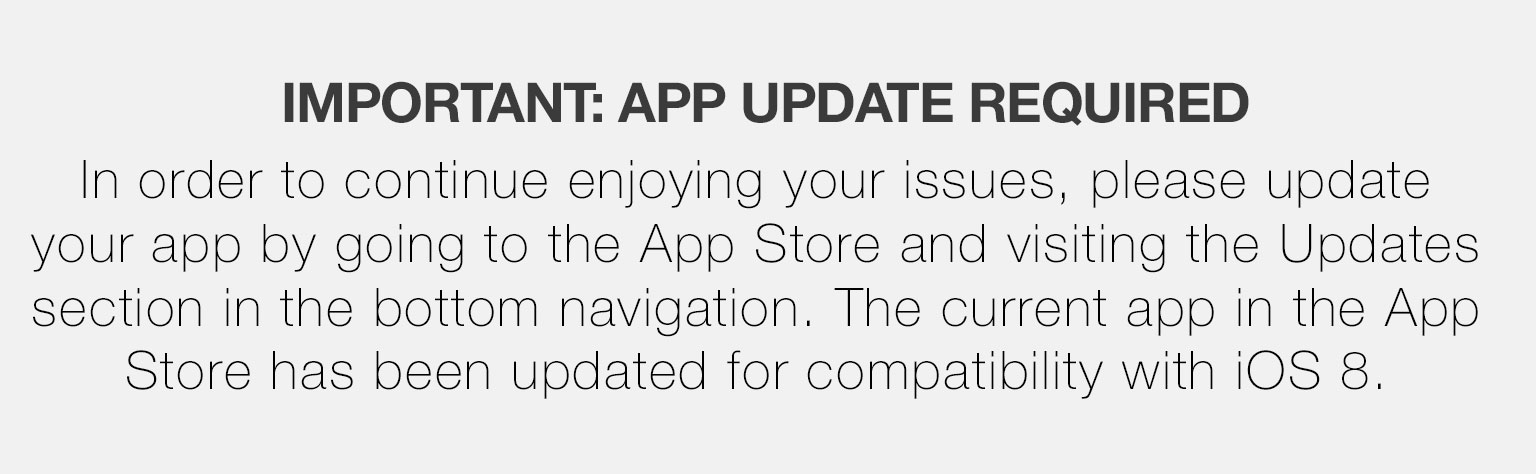 IMPORTANT: APP UPDATE REQUIRED
In order to continue enjoying your issues, please update
your app by going to the App Store and visiting the Updates
section in the bottom navigation. The current app in the App
Store has been updated for compatibility with iOS 8.